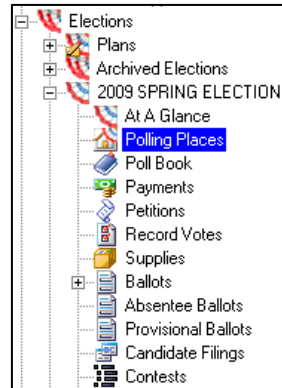 Elections
Plans
Archived Elections
2009 SPRING ELECTION
At A Glance
Polling Places
Poll Book
Payments
Petitions
Record Votes
Supplies
Ballots
Absentee Ballots
Provisional Ballots
Candidate Filings
Contests